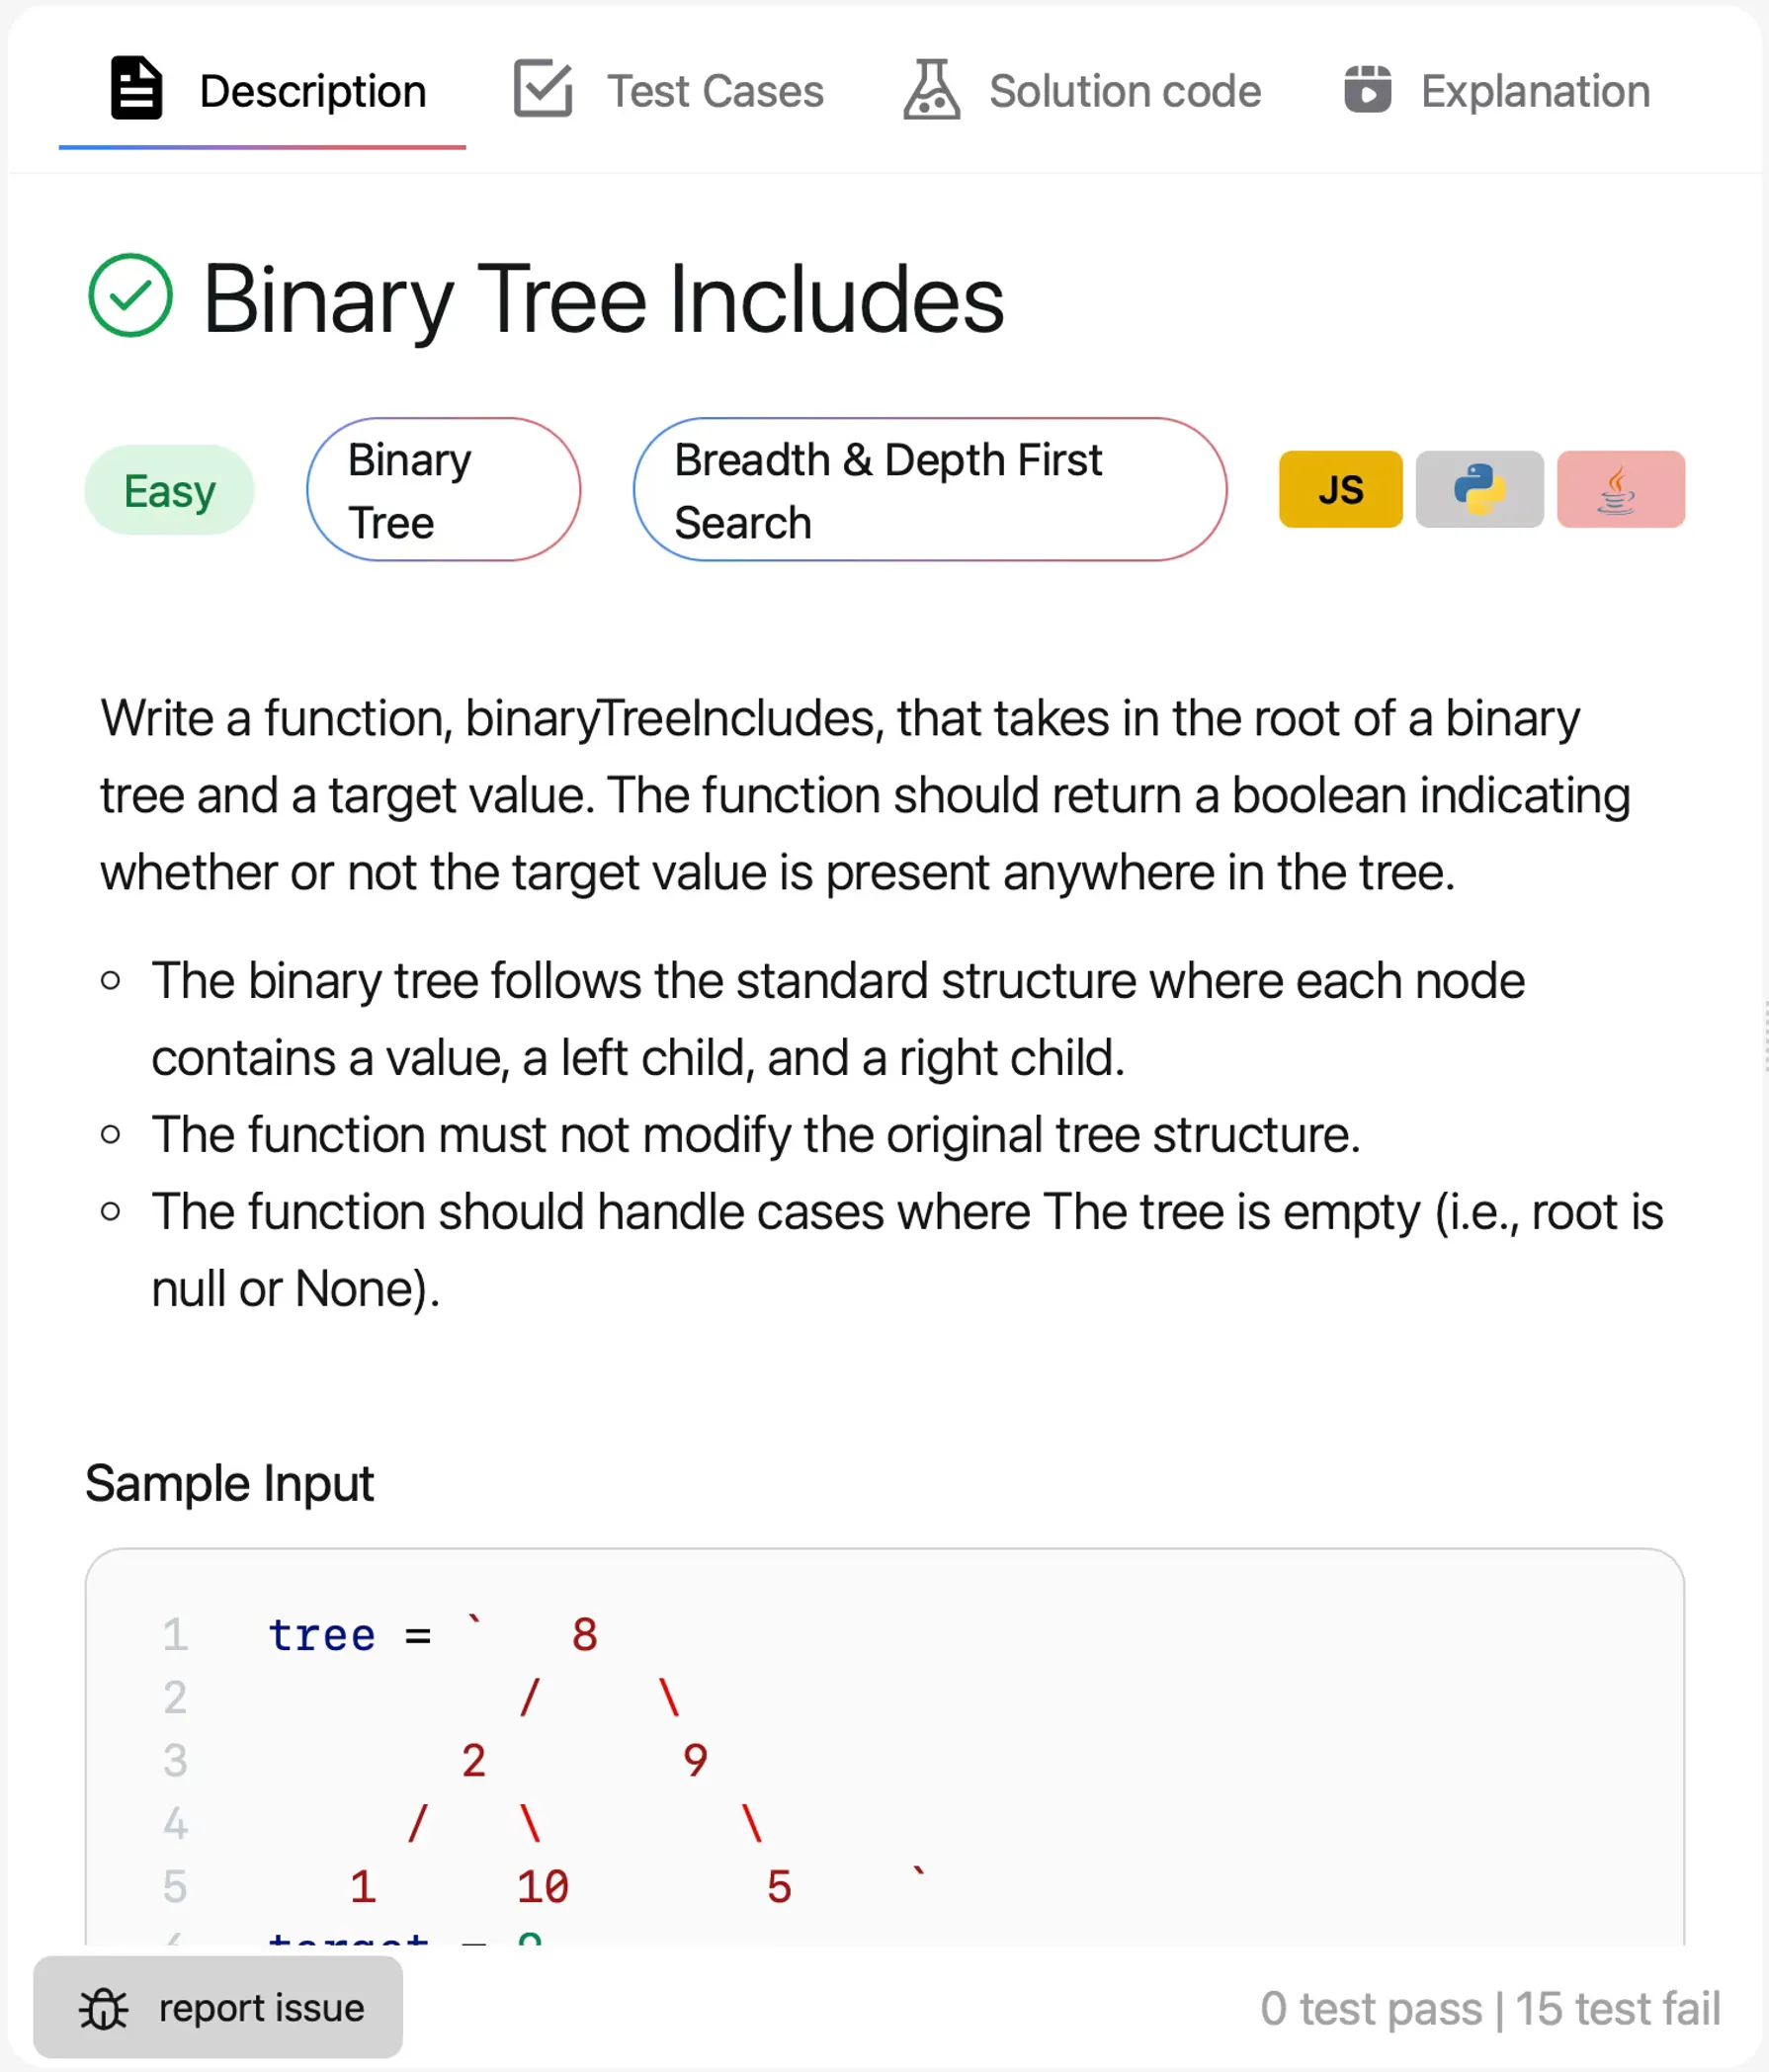 Description Test Cases Solution code Explanation
Binary Tree Includes
Easy
Binary
Tree
Breadth & Depth First
Search
JS
Write a function, binaryTreeIncludes, that takes in the root of a binary
tree and a target value. The function should return a boolean indicating
whether or not the target value is present anywhere in the tree.
The binary tree follows the standard structure where each node
contains a value, a left child, and a right child.
The function must not modify the original tree structure.
The function should handle cases where The tree is empty (i.e., root is
null or None).
Sample Input
1 tree = `   8
2 /    \
3 2       9
4 /   \       \
5 1     10       5    `
report issue
0 test pass | 15 test fail